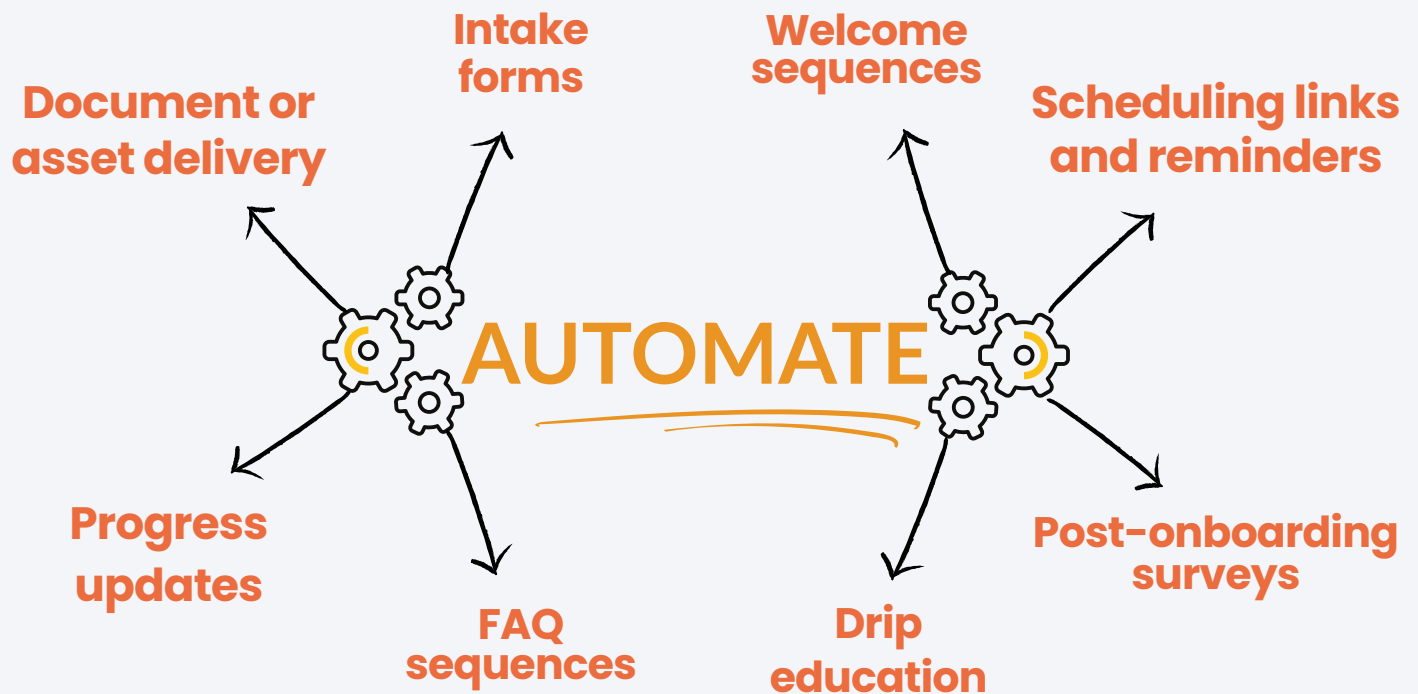 Intake
forms
Welcome
sequences
Document or
asset delivery
Scheduling links
and reminders
AUTOMATE
Progress
updates
Post-onboarding
surveys
FAQ
sequences
Drip
education